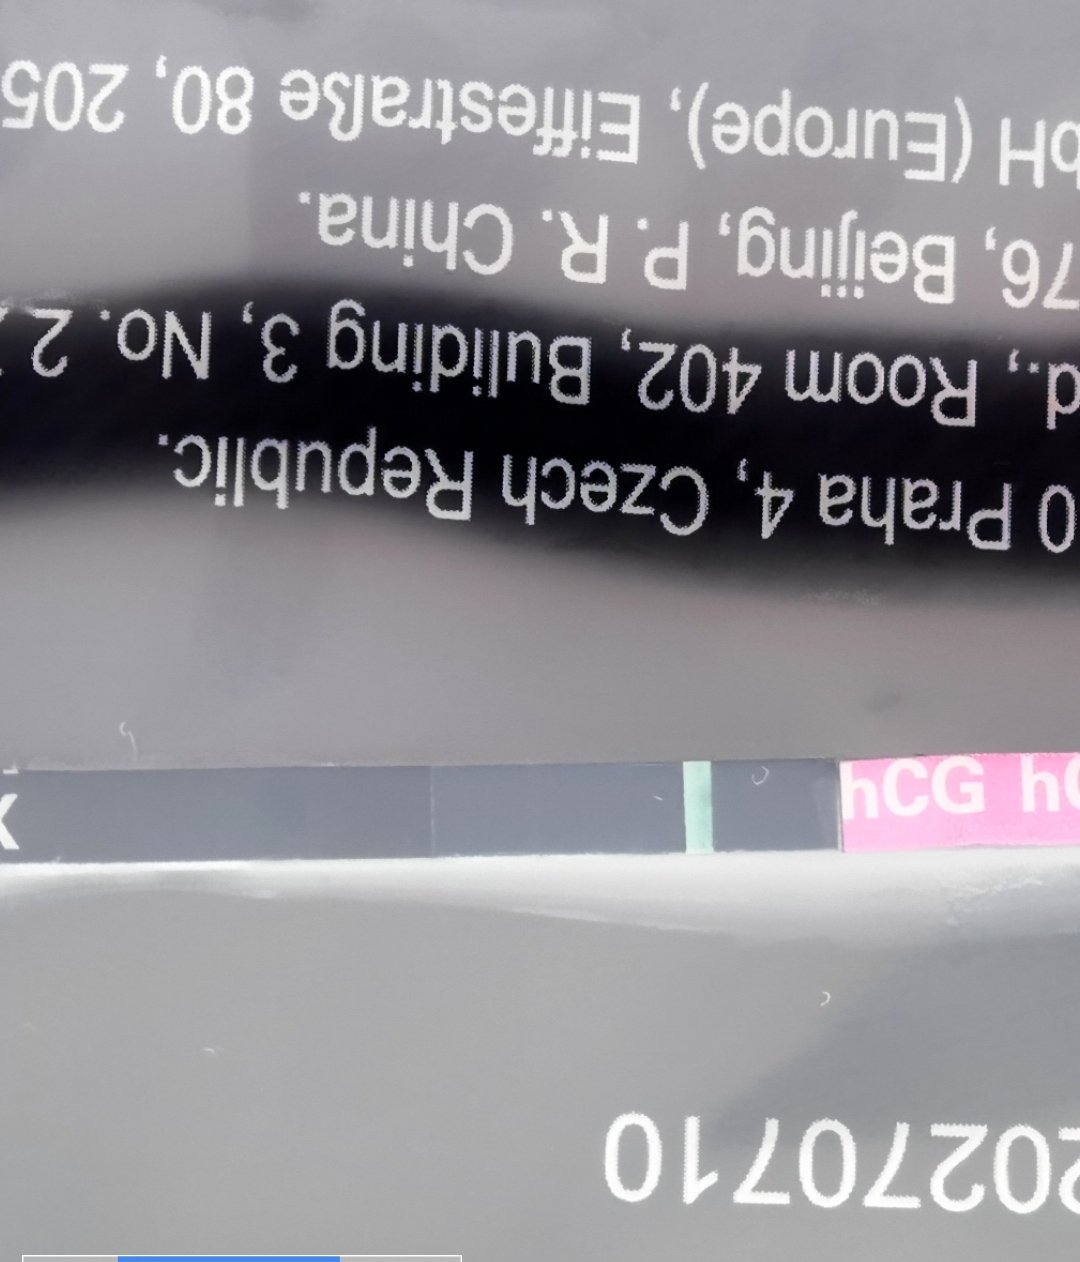 20270710
hCG hC
X
0 Praha 4, Czech Republic.
d., Room 402, Building 3, No. 2
76, Beijing, P. R. China.
bH (Europe), Eiffestraße 80, 205